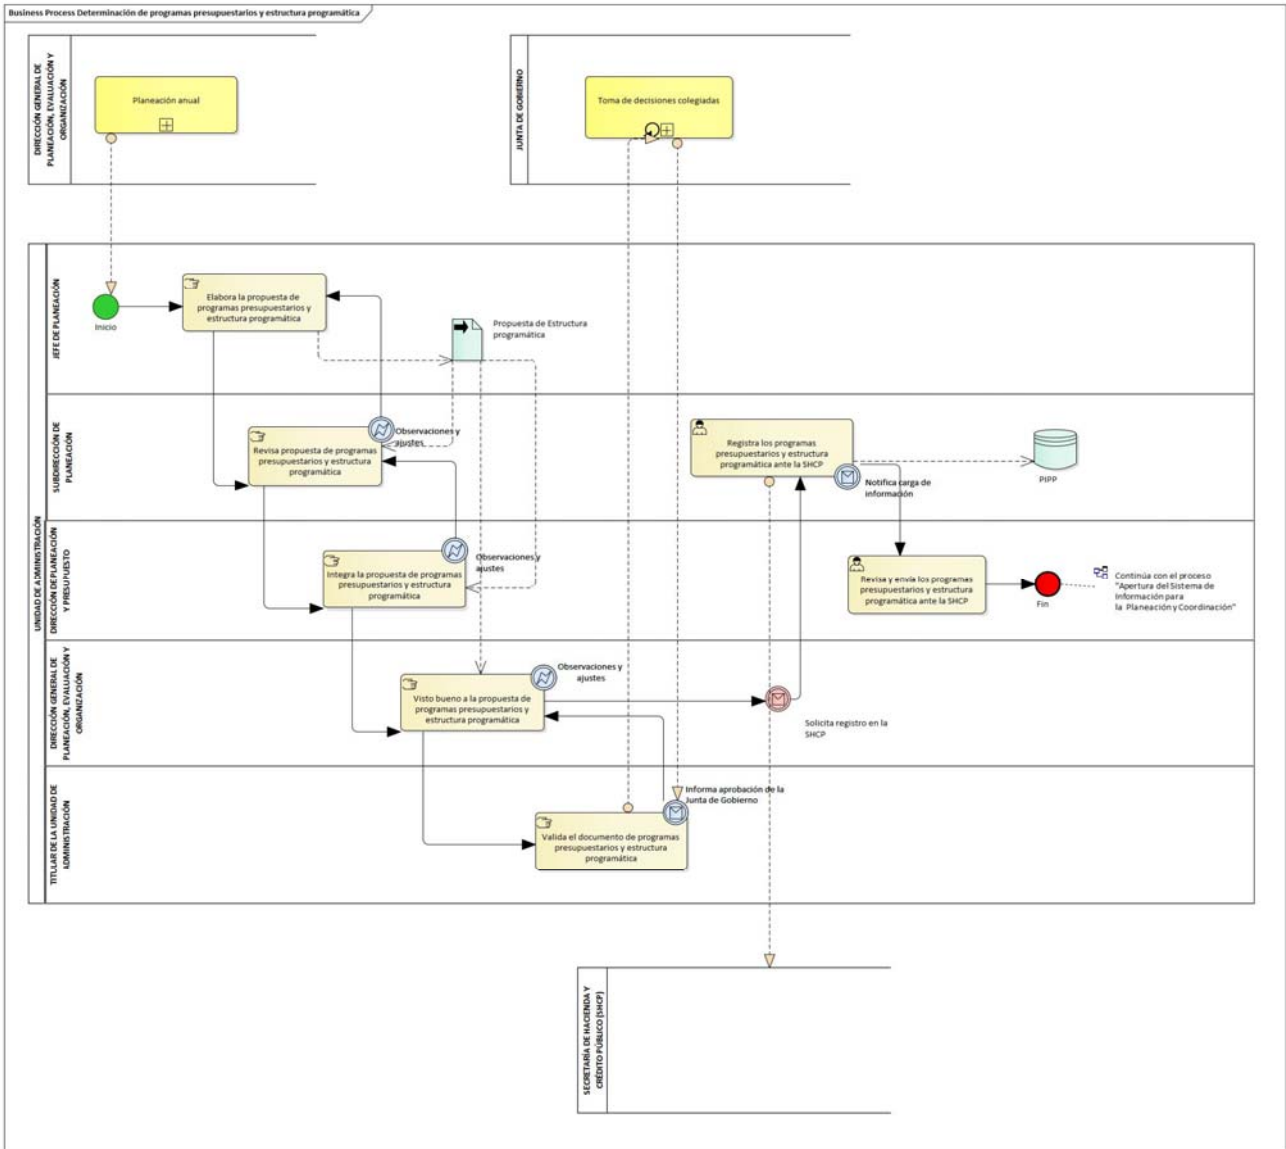 Business Process Determinación de programas presupuestarios y estructura programática
DIRECCIÓN GENERAL DE
PLANEACIÓN, EVALUACIÓN Y
ORGANIZACIÓN
Planeación anual
JUNTA DE GOBIERNO
Toma de decisiones colegiadas
UNIDAD DE ADMINISTRACIÓN
JEFE DE PLANEACIÓN
Inicio
Elabora la propuesta de
programas presupuestarios y
estructura programática
Propuesta de Estructura
programática
SUBRECCIÓN DE
PLANEACIÓN
Observaciones y
ajustes
Revisa propuesta de programas
presupuestarios y estructura
programática
Registra los programas
presupuestarios y estructura
programática ante la SHCP
Notifica carga de
información
PIPP
DIRECCIÓN DE PLANEACIÓN
Y PRESUPUESTO
Observaciones y
ajustes
Integra la propuesta de programas
presupuestarios y estructura
programática
Revisa y envía los programas
presupuestarios y estructura
programática ante la SHCP
Fin
Continúa con el proceso
"Apertura del Sistema de
Información para
la Planeación y Coordinación"
DIRECCIÓN GENERAL DE
PLANEACIÓN, EVALUACIÓN Y
ORGANIZACIÓN
Observaciones y
ajustes
Visto bueno a la propuesta de
programas presupuestarios y
estructura programática
Solicita registro en la
SHCP
TITULAR DE LA UNIDAD DE
ADMINISTRACIÓN
Informa aprobación de la
Junta de Gobierno
Valida el documento de programas
presupuestarios y estructura
programática
SECRETARÍA DE HACIENDA Y
CRÉDITO PÚBLICO (SHCP)